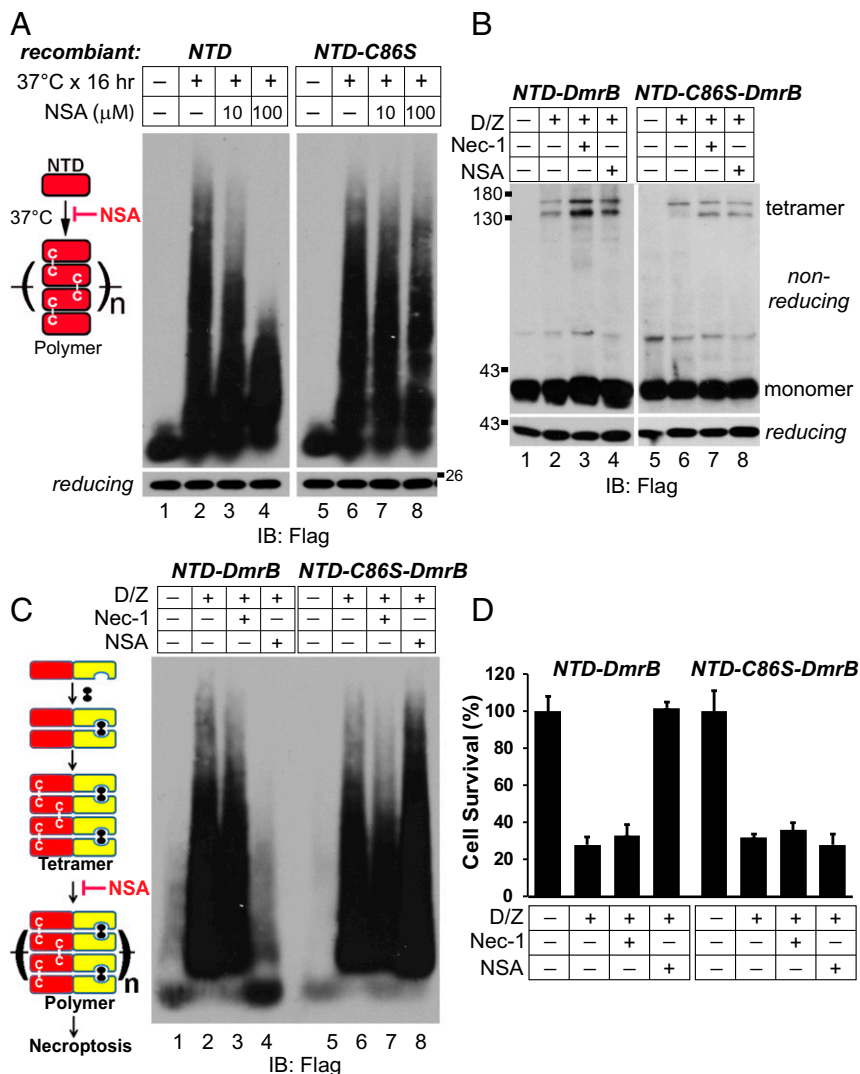 A
recombinant: NTD NTD-C86S
37°C x 16 hr – + + + – + + +
NSA (μM) – – 10 100 – – 10 100
NTD
37°C NSA
C
C
C
C
C
C
n
Polymer
reducing 26
1 2 3 4 5 6 7 8
IB: Flag
B
NTD-DmrB NTD-C86S-DmrB
D/Z – + + + – + + +
Nec-1 – – + – – – + –
NSA – – – + – – – +
180
130
tetramer
non-
reducing
43
monomer
43
reducing
1 2 3 4 5 6 7 8
IB: Flag
C
NTD-DmrB NTD-C86S-DmrB
D/Z – + + + – + + +
Nec-1 – – + – – – + –
NSA – – – + – – – +
C
C
C
C
C
C
Tetramer
NSA
C
C
C
C
C
C
n
Polymer
Necroptosis
1 2 3 4 5 6 7 8
IB: Flag
D
NTD-DmrB NTD-C86S-DmrB
Cell Survival (%)
120
100
80
60
40
20
0
D/Z – + + + – + + +
Nec-1 – – + – – – + –
NSA – – – + – – – +